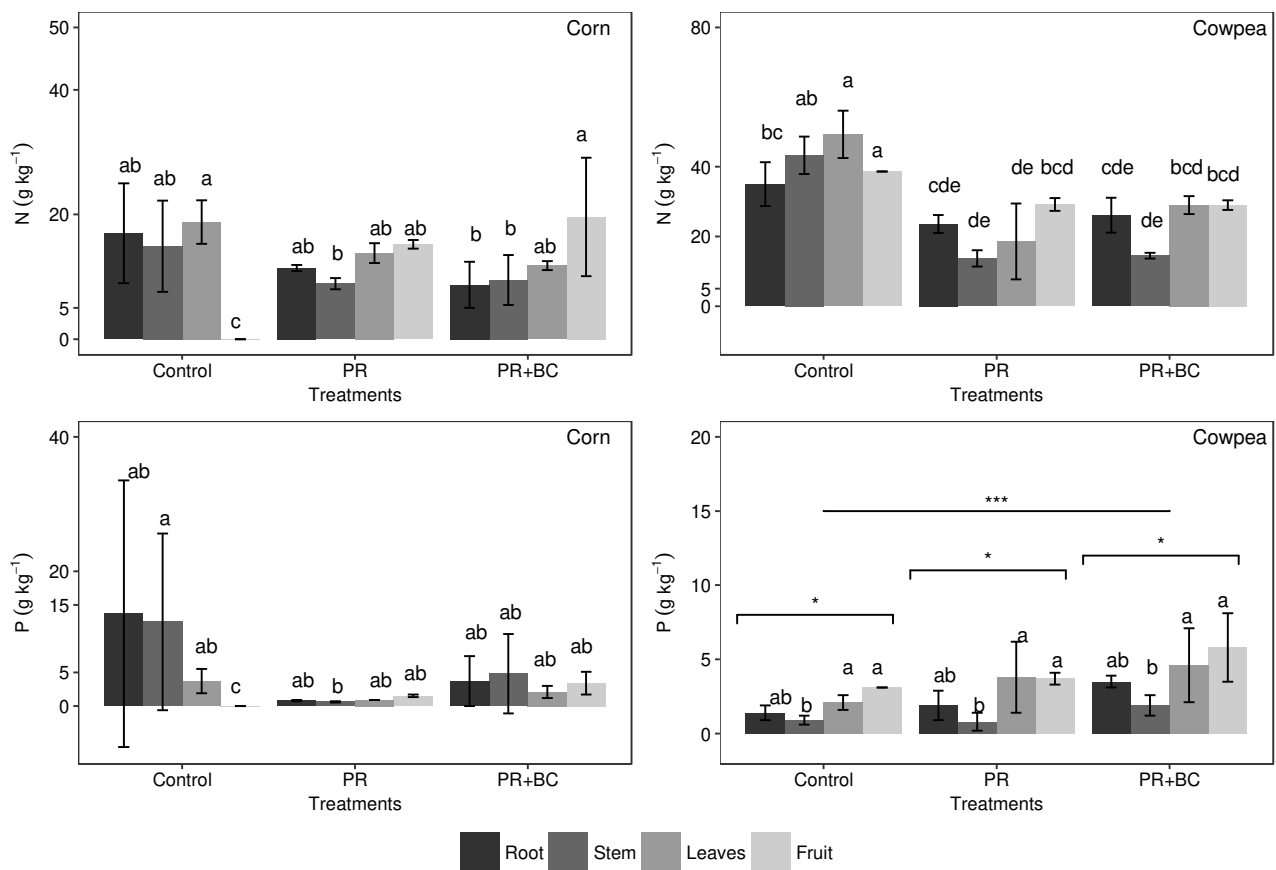 50
40
20
5
0
N (g kg⁻¹)
Corn
ab
ab
a
c
ab
b
ab
ab
b
b
ab
a
Control
PR
PR+BC
Treatments
80
40
20
5
0
N (g kg⁻¹)
Cowpea
bc
ab
a
a
cde
de
de
bcd
cde
de
bcd
bcd
Control
PR
PR+BC
Treatments
40
20
15
5
0
P (g kg⁻¹)
Corn
ab
a
ab
c
ab
b
ab
ab
ab
ab
ab
ab
Control
PR
PR+BC
Treatments
20
15
10
5
0
P (g kg⁻¹)
Cowpea
***
*
*
*
ab
b
a
a
ab
b
a
a
ab
b
a
a
Control
PR
PR+BC
Treatments
Root Stem Leaves Fruit